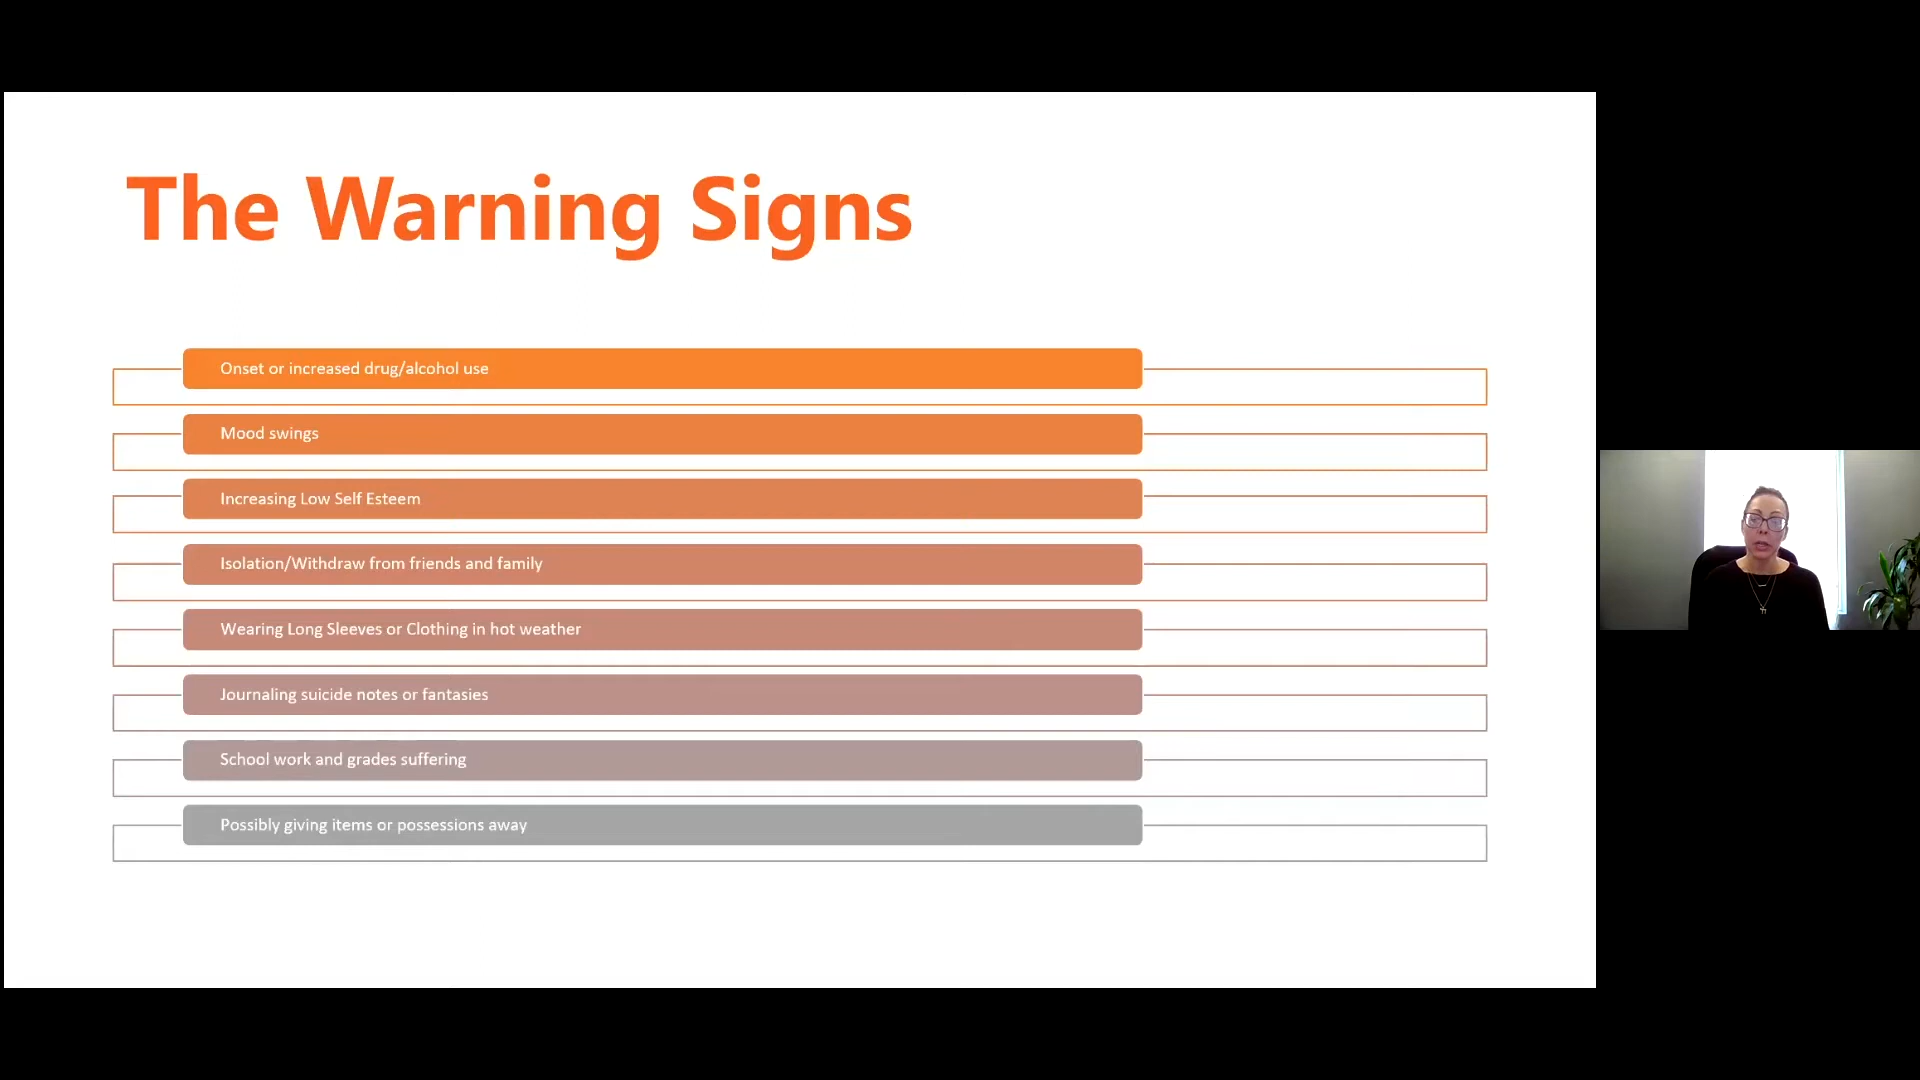 The Warning Signs
Onset or increased drug/alcohol use
Mood swings
Increasing Low Self Esteem
Isolation/Withdraw from friends and family
Wearing Long Sleeves or Clothing in hot weather
Journaling suicide notes or fantasies
School work and grades suffering
Possibly giving items or possessions away